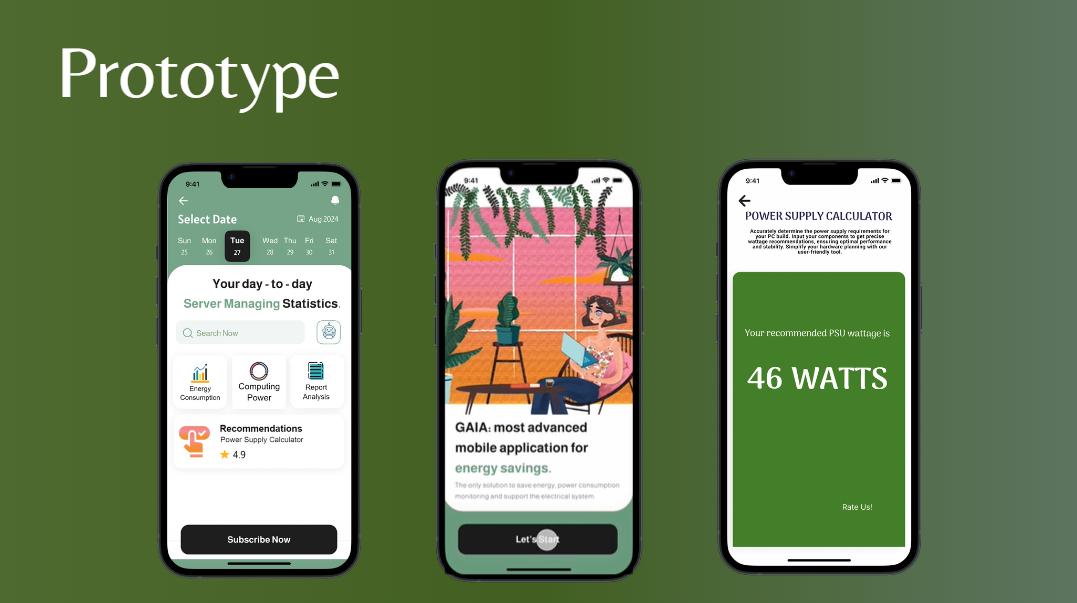 Prototype
9:41
Select Date
Aug 2024
Sun Mon Tue Wed Thu Fri Sat
25 26 27 28 29 30 31
Your day - to - day
Server Managing Statistics.
Search Now
Energy
Consumption
Computing
Power
Report
Analysis
Recommendations
Power Supply Calculator
4.9
Subscribe Now
9:41
GAIA: most advanced
mobile application for
energy savings.
The only solution to save energy, power consumption
monitoring and support the electrical system
Let's Start
9:41
POWER SUPPLY CALCULATOR
Accurately determine the power supply requirements for
your PC build. Input your components to get precise
wattage recommendations, ensuring optimal performance
and stability. Simplify your hardware planning with our
user-friendly tool.
Your recommended PSU wattage is
46 WATTS
Rate Us!